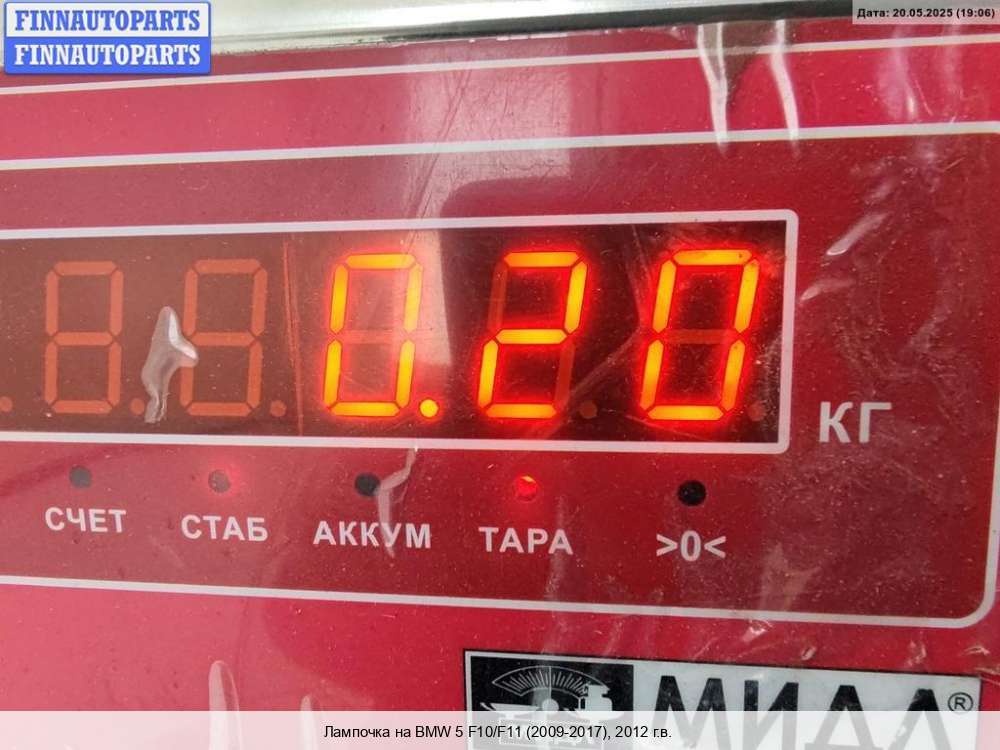 FINNAUTOPARTS
FINNAUTOPARTS
Дата: 20.05.2025 (19:06)
0.20
КГ
СЧЕТ СТАБ АККУМ ТАРА >0<
МИДЛ®
Лампочка на BMW 5 F10/F11 (2009-2017), 2012 г.в.